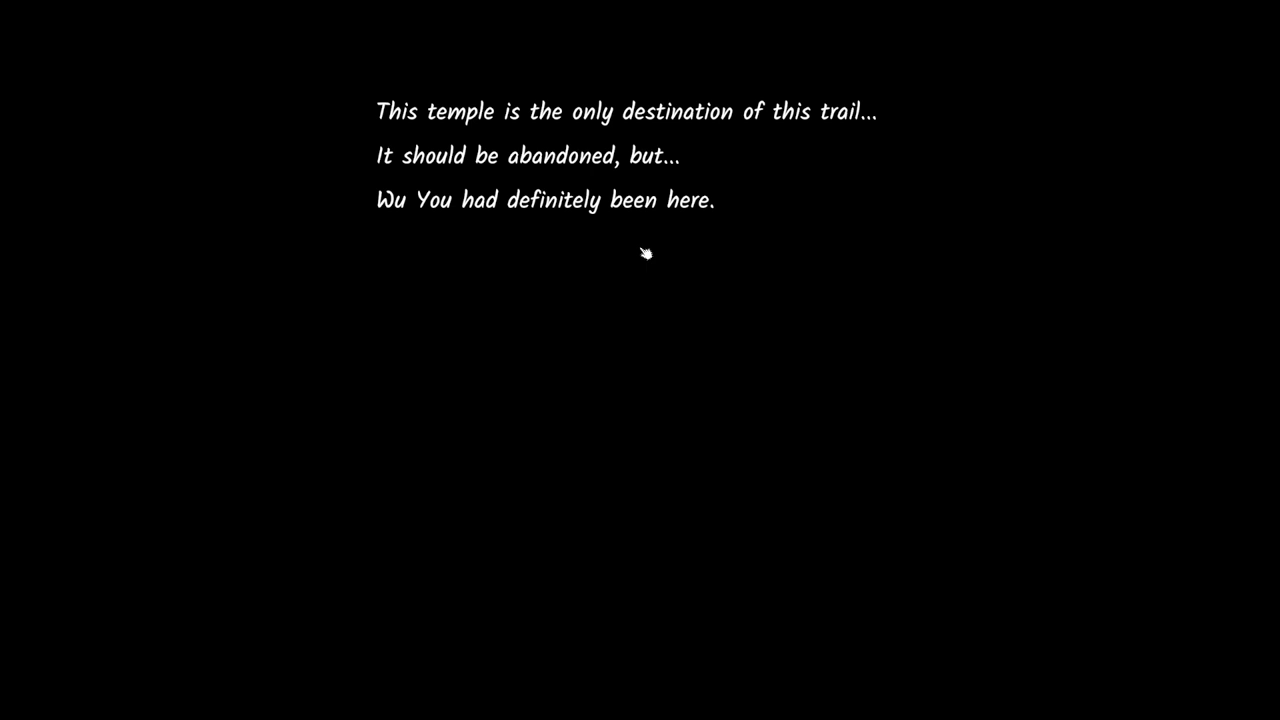 This temple is the only destination of this trail...
It should be abandoned, but...
Wu You had definitely been here.